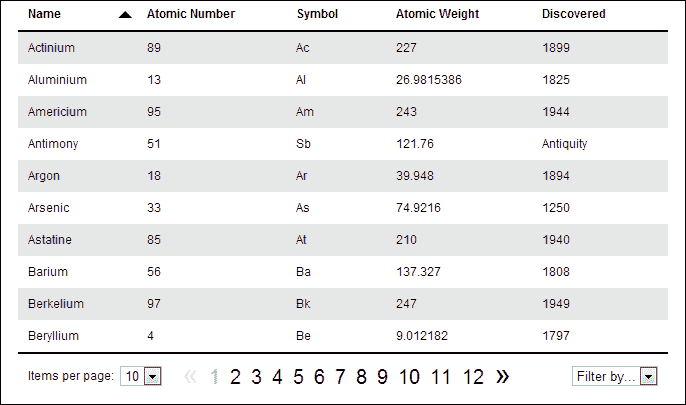 Name Atomic Number Symbol Atomic Weight Discovered
Actinium 89 Ac 227 1899
Aluminium 13 Al 26.9815386 1825
Americium 95 Am 243 1944
Antimony 51 Sb 121.76 Antiquity
Argon 18 Ar 39.948 1894
Arsenic 33 As 74.9216 1250
Astatine 85 At 210 1940
Barium 56 Ba 137.327 1808
Berkelium 97 Bk 247 1949
Beryllium 4 Be 9.012182 1797
Items per page: 10 « 1 2 3 4 5 6 7 8 9 10 11 12 » Filter by...